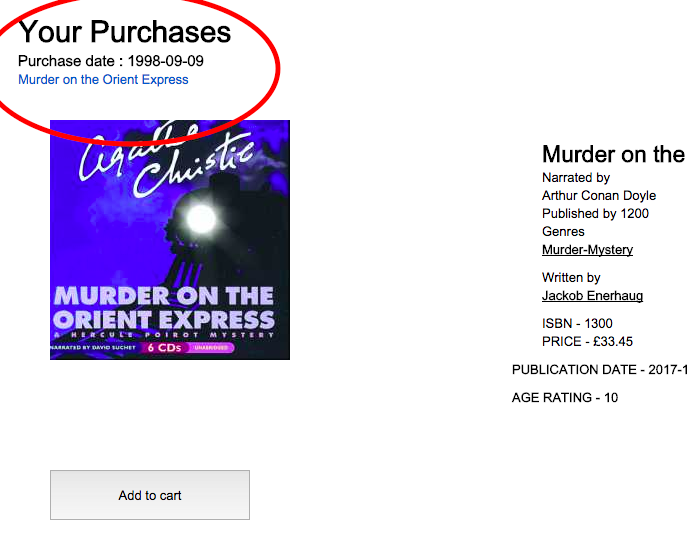 Your Purchases
Purchase date : 1998-09-09
Murder on the Orient Express
Agatha
Christie
MURDER ON THE
ORIENT EXPRESS
A HERCULE POIROT MYSTERY
NARRATED BY DAVID SUCHET 6 CDs UNABRIDGED
Add to cart
Murder on the
Narrated by
Arthur Conan Doyle
Published by 1200
Genres
Murder-Mystery
Written by
Jackob Enerhaug
ISBN - 1300
PRICE - £33.45
PUBLICATION DATE - 2017-1
AGE RATING - 10